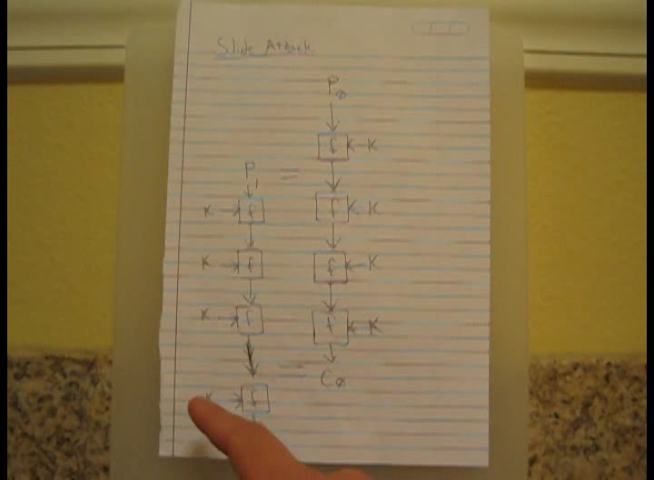 Slide Attack
P0
f K
P1 =
K f f K
K f f K
K f f K
= C0
K f